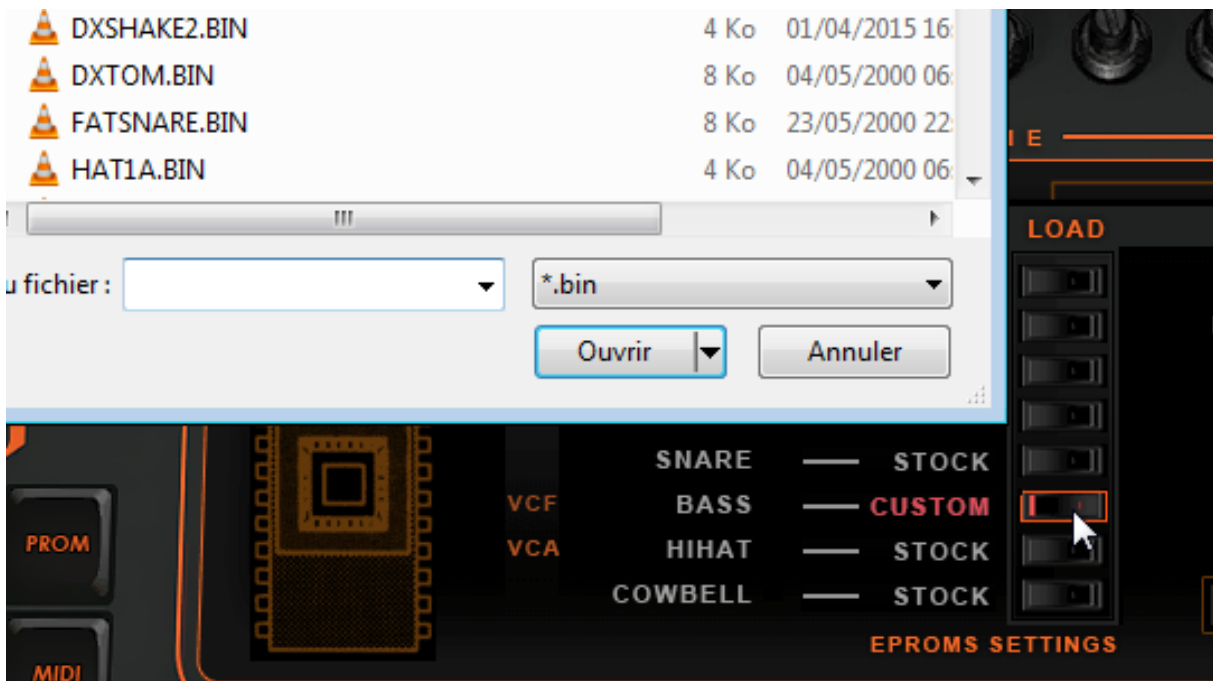 DXSHAKE2.BIN 4 Ko 01/04/2015 16:
DXTOM.BIN 8 Ko 04/05/2000 06:
FATSNARE.BIN 8 Ko 23/05/2000 22:
HAT1A.BIN 4 Ko 04/05/2000 06:
I E
LOAD
u fichier :
*.bin
Ouvrir
Annuler
SNARE STOCK
VCF BASS CUSTOM
PROM
VCA HIHAT STOCK
COWBELL STOCK
EPROMS SETTINGS
MIDI